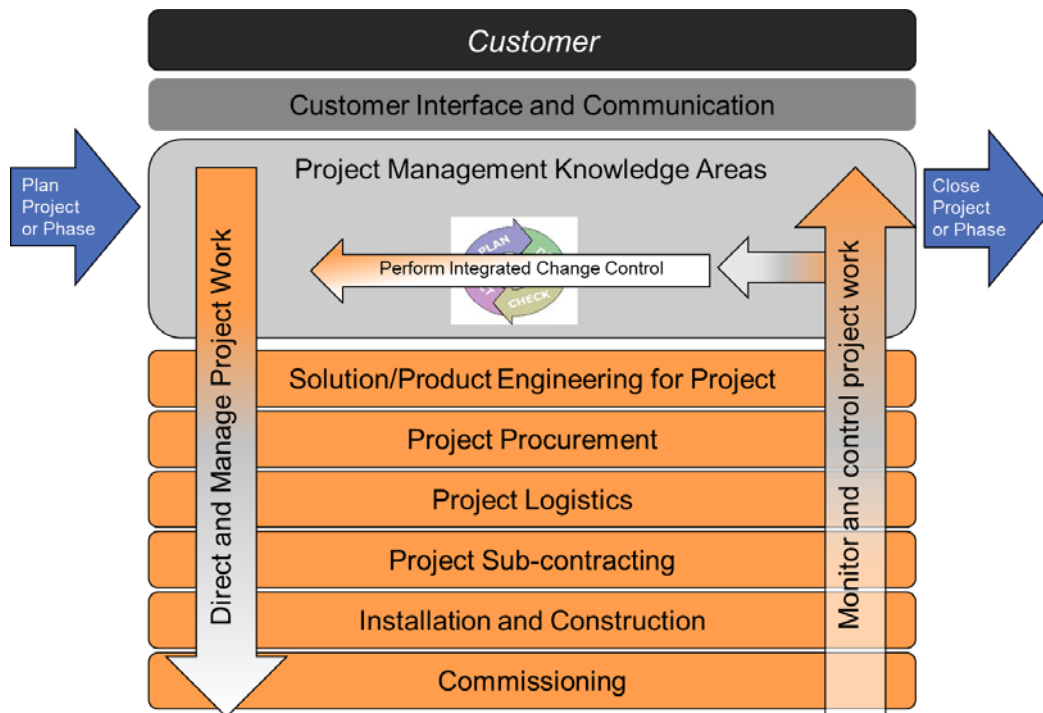 Customer
Customer Interface and Communication
Project Management Knowledge Areas
Plan
Project
or Phase
Close
Project
or Phase
PLAN
Perform Integrated Change Control
CHECK
Direct and Manage Project Work
Monitor and control project work
Solution/Product Engineering for Project
Project Procurement
Project Logistics
Project Sub-contracting
Installation and Construction
Commissioning